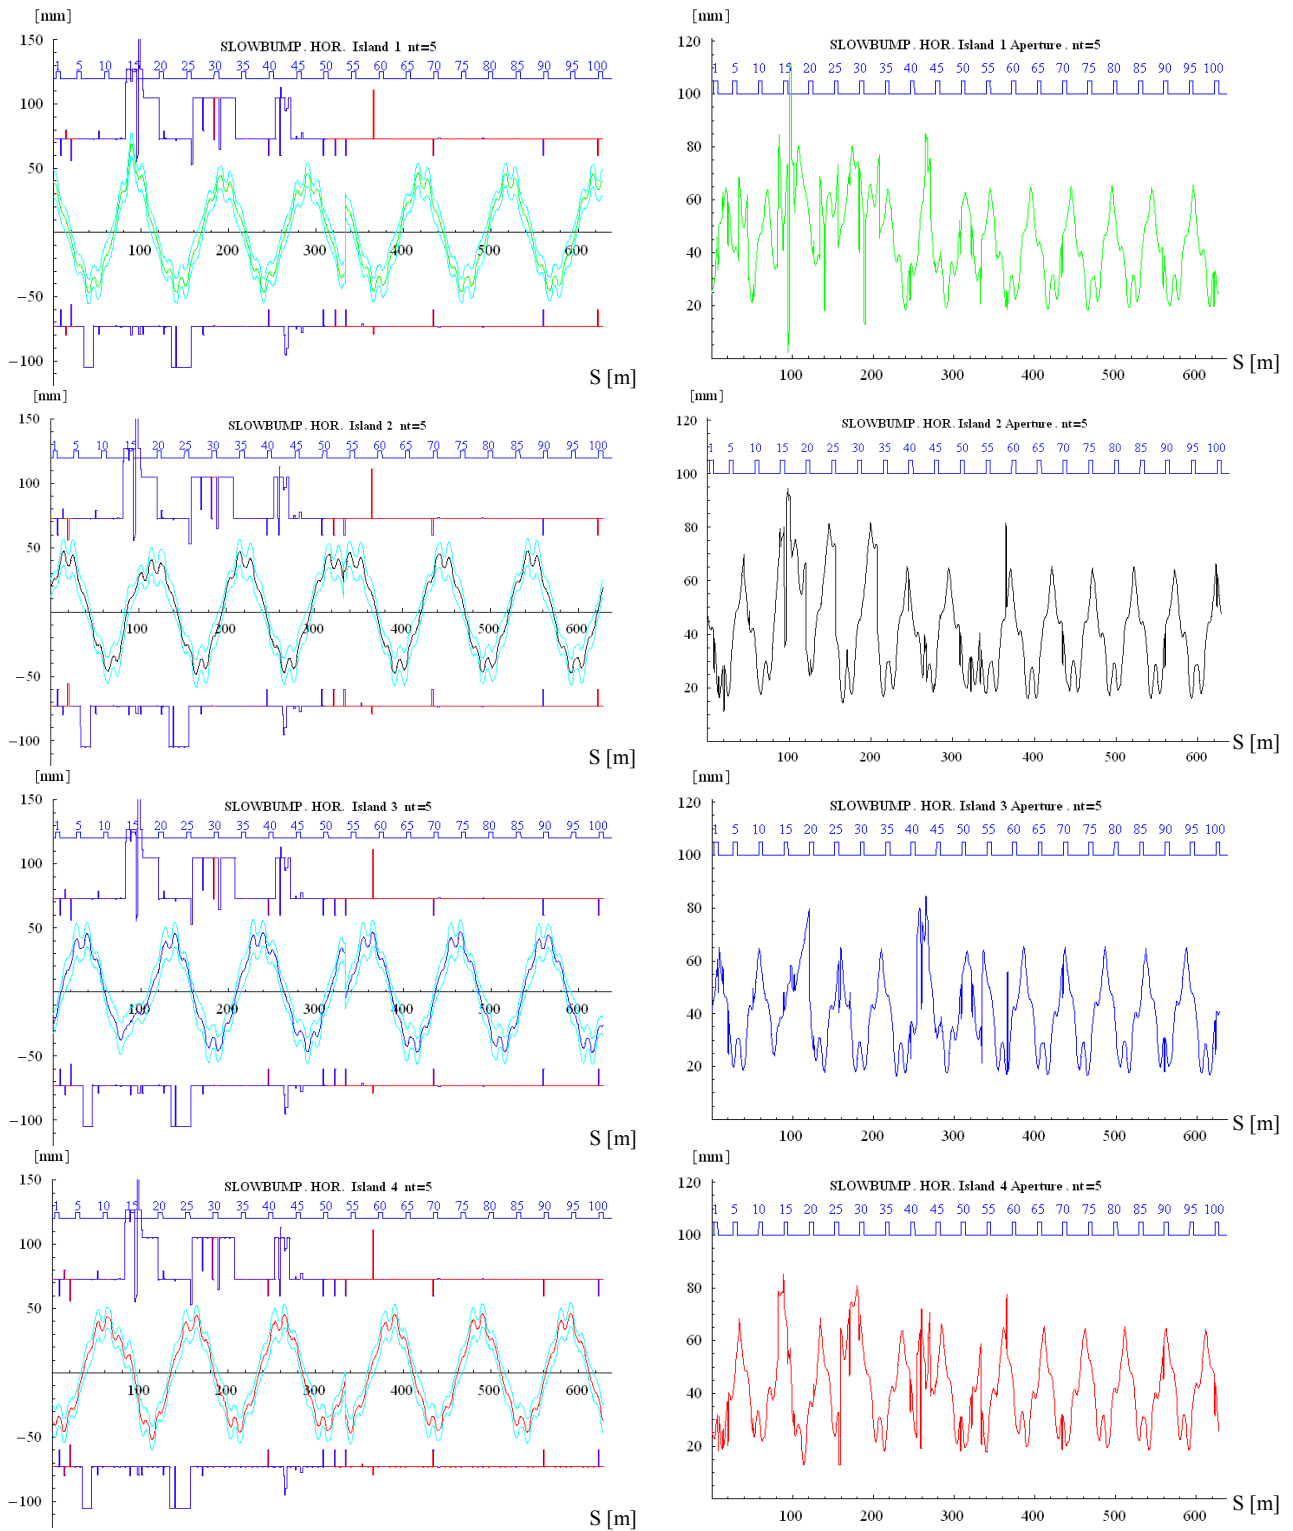 [mm]
SLOWBUMP. HOR. Island 1 nt=5
1 5 10 15 20 25 30 35 40 45 50 55 60 65 70 75 80 85 90 95 100
150
100
50
−50
−100
100 200 300 400 500 600
S [m]
[mm]
SLOWBUMP. HOR. Island 1 Aperture. nt=5
1 5 10 15 20 25 30 35 40 45 50 55 60 65 70 75 80 85 90 95 100
120
100
80
60
40
20
100 200 300 400 500 600
S [m]
[mm]
SLOWBUMP. HOR. Island 2 nt=5
1 5 10 15 20 25 30 35 40 45 50 55 60 65 70 75 80 85 90 95 100
150
100
50
−50
−100
100 200 300 400 500 600
S [m]
[mm]
SLOWBUMP. HOR. Island 2 Aperture. nt=5
1 5 10 15 20 25 30 35 40 45 50 55 60 65 70 75 80 85 90 95 100
120
100
80
60
40
20
100 200 300 400 500 600
S [m]
[mm]
SLOWBUMP. HOR. Island 3 nt=5
1 5 10 15 20 25 30 35 40 45 50 55 60 65 70 75 80 85 90 95 100
150
100
50
−50
−100
100 200 300 400 500 600
S [m]
[mm]
SLOWBUMP. HOR. Island 3 Aperture. nt=5
1 5 10 15 20 25 30 35 40 45 50 55 60 65 70 75 80 85 90 95 100
120
100
80
60
40
20
100 200 300 400 500 600
S [m]
[mm]
SLOWBUMP. HOR. Island 4 nt=5
1 5 10 15 20 25 30 35 40 45 50 55 60 65 70 75 80 85 90 95 100
150
100
50
−50
−100
100 200 300 400 500 600
S [m]
[mm]
SLOWBUMP. HOR. Island 4 Aperture. nt=5
1 5 10 15 20 25 30 35 40 45 50 55 60 65 70 75 80 85 90 95 100
120
100
80
60
40
20
100 200 300 400 500 600
S [m]